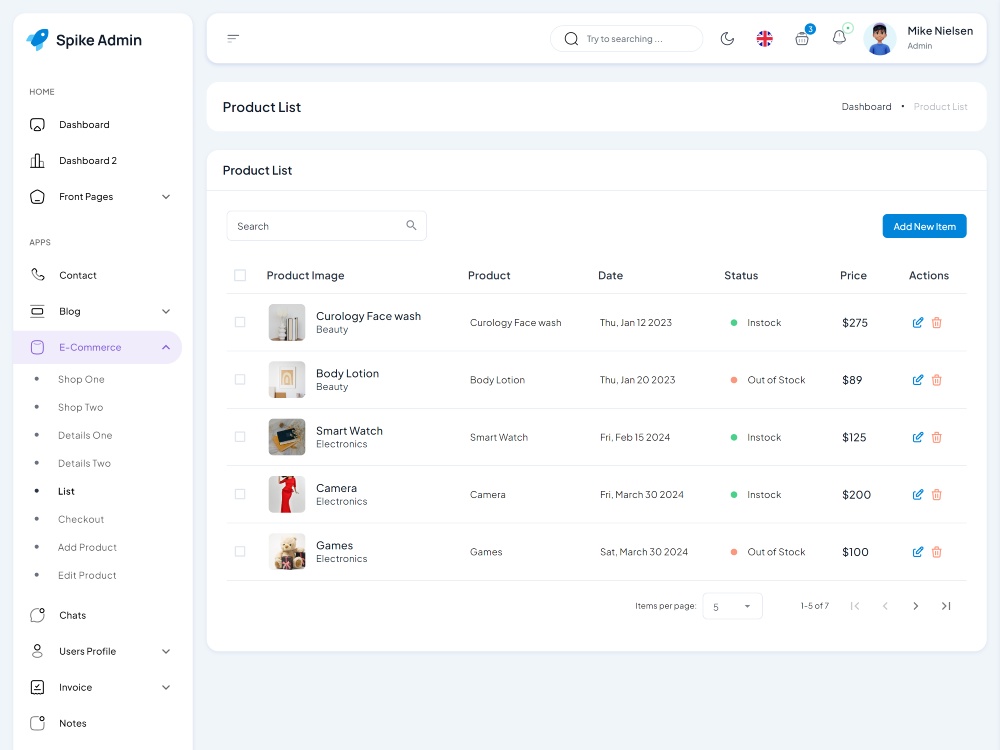 Spike Admin
HOME
Dashboard
Dashboard 2
Front Pages
APPS
Contact
Blog
E-Commerce
Shop One
Shop Two
Details One
Details Two
List
Checkout
Add Product
Edit Product
Chats
Users Profile
Invoice
Notes
Try to searching ...
3
Mike Nielsen
Admin
Product List
Dashboard • Product List
Product List
Search
Add New Item
Product Image Product Date Status Price Actions
Curology Face wash
Beauty
Curology Face wash Thu, Jan 12 2023 Instock $275
Body Lotion
Beauty
Body Lotion Thu, Jan 20 2023 Out of Stock $89
Smart Watch
Electronics
Smart Watch Fri, Feb 15 2024 Instock $125
Camera
Electronics
Camera Fri, March 30 2024 Instock $200
Games
Electronics
Games Sat, March 30 2024 Out of Stock $100
Items per page: 5 1-5 of 7